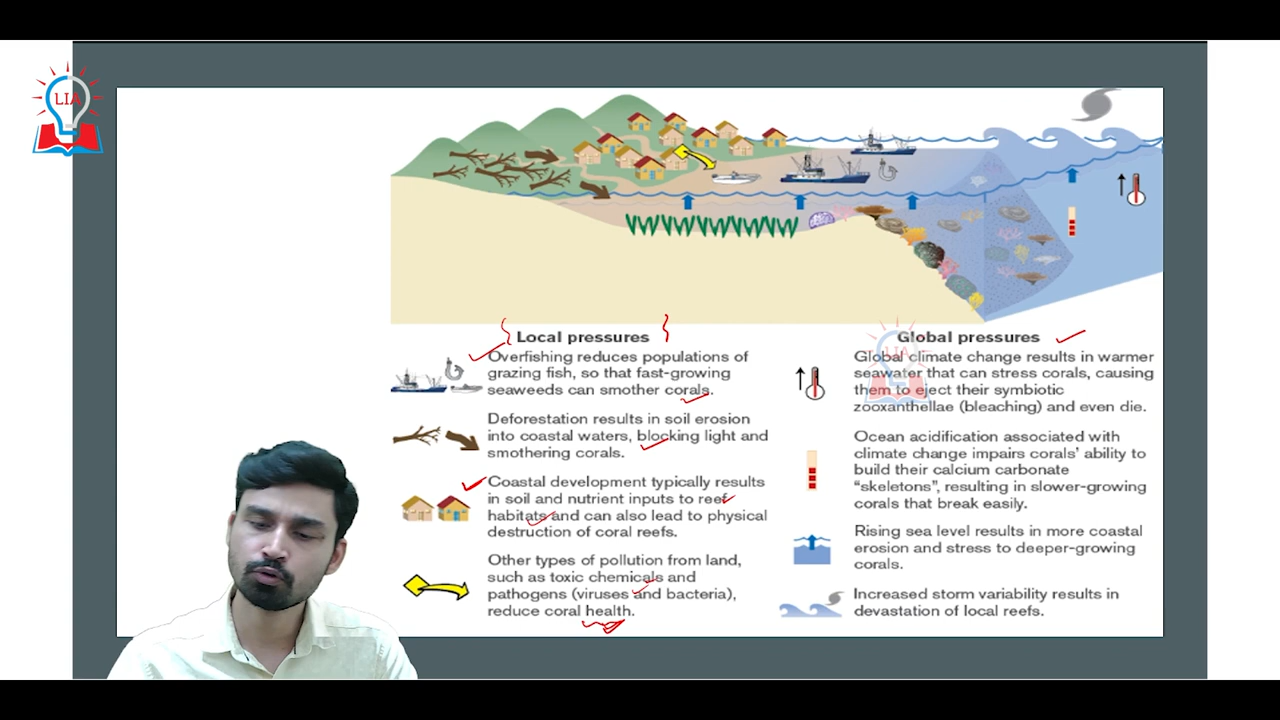 LIA
Local pressures
Overfishing reduces populations of
grazing fish, so that fast-growing
seaweeds can smother corals.
Deforestation results in soil erosion
into coastal waters, blocking light and
smothering corals.
Coastal development typically results
in soil and nutrient inputs to reef
habitats and can also lead to physical
destruction of coral reefs.
Other types of pollution from land,
such as toxic chemicals and
pathogens (viruses and bacteria),
reduce coral health.
Global pressures
LIA
Global climate change results in warmer
seawater that can stress corals, causing
them to eject their symbiotic
zooxanthellae (bleaching) and even die.
Ocean acidification associated with
climate change impairs corals' ability to
build their calcium carbonate
“skeletons”, resulting in slower-growing
corals that break easily.
Rising sea level results in more coastal
erosion and stress to deeper-growing
corals.
Increased storm variability results in
devastation of local reefs.